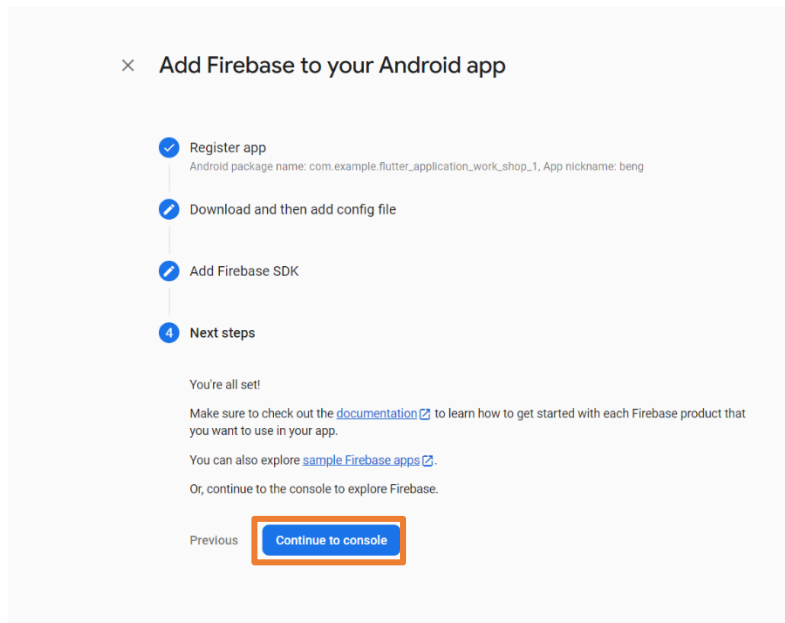 Add Firebase to your Android app
Register app
Android package name: com.example.flutter_application_work_shop_1, App nickname: beng
Download and then add config file
Add Firebase SDK
4 Next steps
You're all set!
Make sure to check out the documentation to learn how to get started with each Firebase product that
you want to use in your app.
You can also explore sample Firebase apps.
Or, continue to the console to explore Firebase.
Previous Continue to console